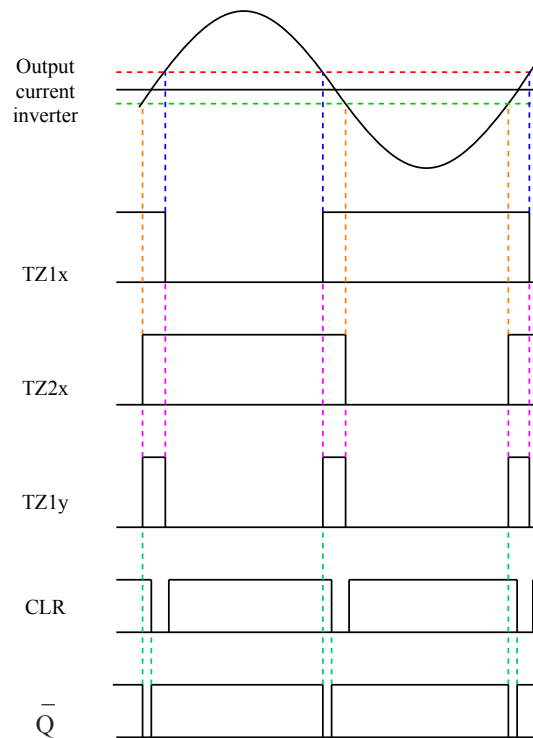 Output
current
inverter
TZ1x
TZ2x
TZ1y
CLR
Q̅